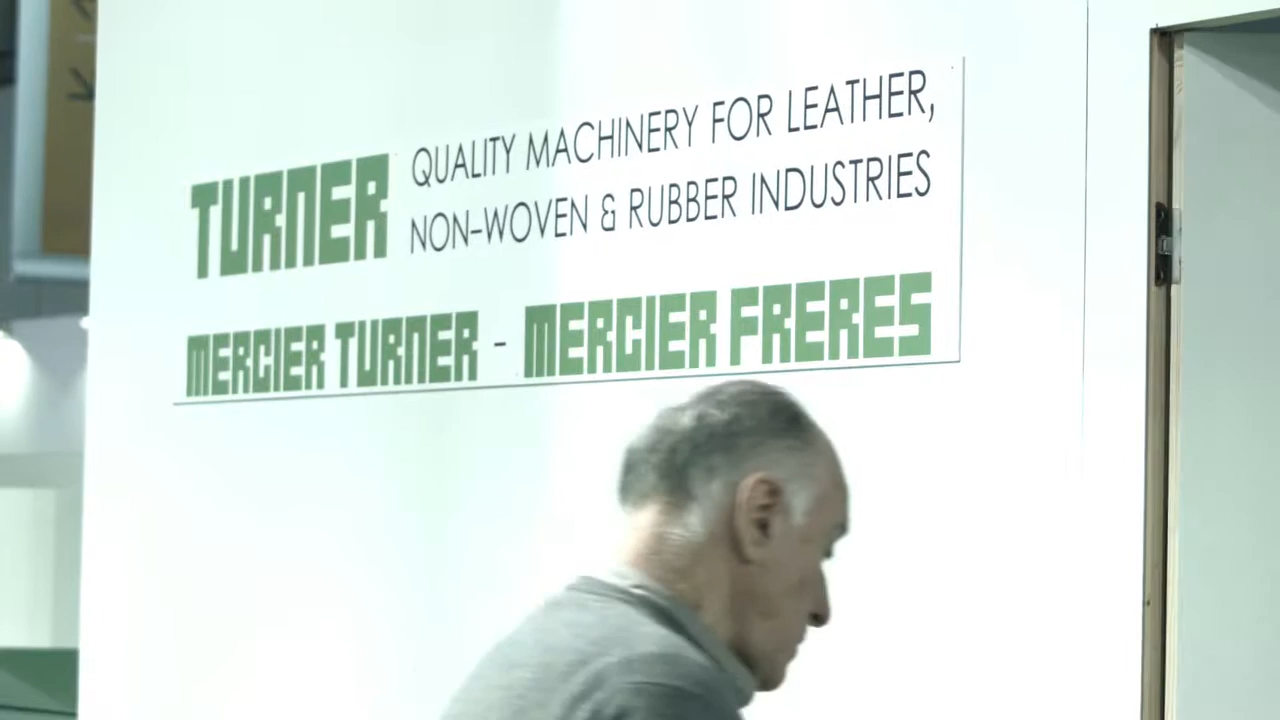 TURNER
QUALITY MACHINERY FOR LEATHER,
NON-WOVEN & RUBBER INDUSTRIES
MERCIER TURNER - MERCIER FRERES